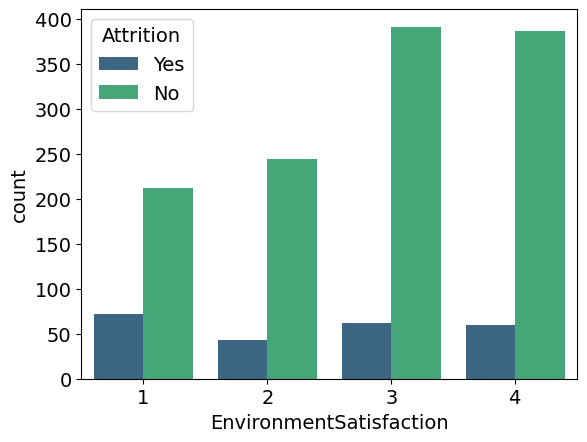 Attrition
Yes
No
400
350
300
250
200
150
100
50
0
count
1 2 3 4
EnvironmentSatisfaction